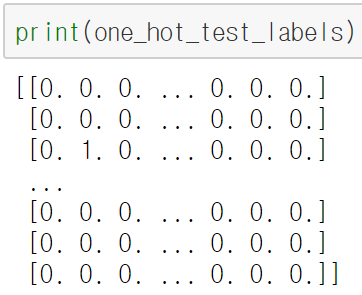 print(one_hot_test_labels)
[[0. 0. 0. ... 0. 0. 0.]
[0. 0. 0. ... 0. 0. 0.]
[0. 1. 0. ... 0. 0. 0.]
...
[0. 0. 0. ... 0. 0. 0.]
[0. 0. 0. ... 0. 0. 0.]
[0. 0. 0. ... 0. 0. 0.]]